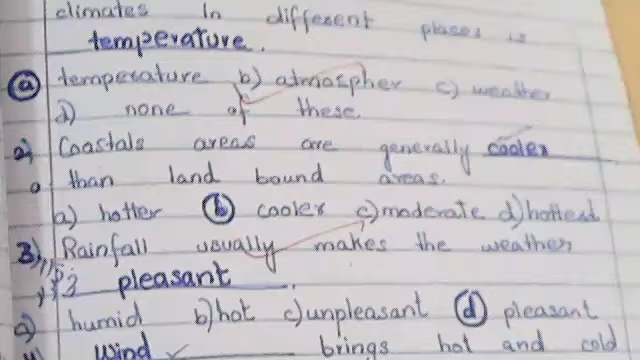 climates in different places is
temperature.
a) temperature b) atmospher c) weather
d) none of these.
2) Coastals areas are generally cooler
than land bound areas.
a) hotter b) cooler c) moderate d) hottest
3) Rainfall usually makes the weather
pleasant.
a) humid b) hot c) unpleasant d) pleasant
wind brings hot and cold